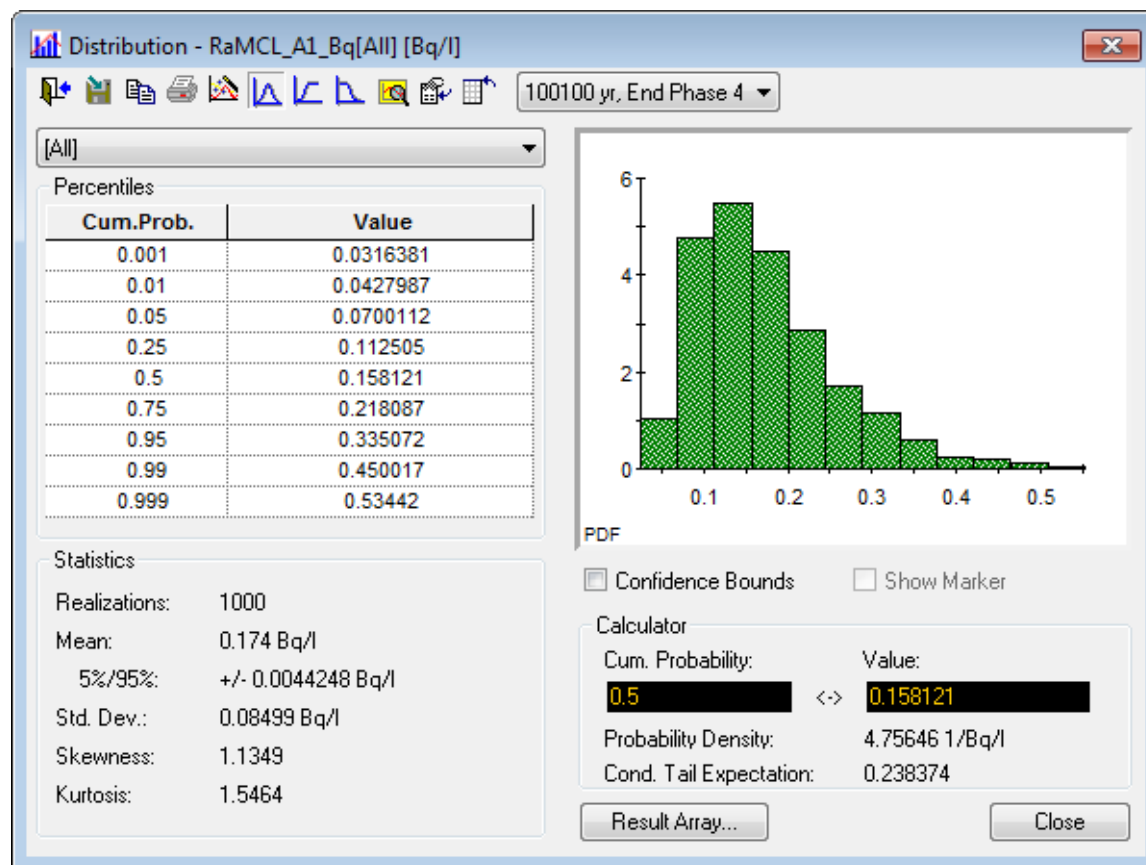 Distribution - RaMCL_A1_Bq[All] [Bq/l]
100100 yr, End Phase 4
[All]
Percentiles
Cum.Prob. Value
0.001 0.0316381
0.01 0.0427987
0.05 0.0700112
0.25 0.112505
0.5 0.158121
0.75 0.218087
0.95 0.335072
0.99 0.450017
0.999 0.53442
Statistics
Realizations: 1000
Mean: 0.174 Bq/l
5%/95%: +/- 0.0044248 Bq/l
Std. Dev.: 0.08499 Bq/l
Skewness: 1.1349
Kurtosis: 1.5464
6
4
2
0
0.1 0.2 0.3 0.4 0.5
PDF
Confidence Bounds Show Marker
Calculator
Cum. Probability: Value:
0.5 <-> 0.158121
Probability Density: 4.75646 1/Bq/l
Cond. Tail Expectation: 0.238374
Result Array... Close